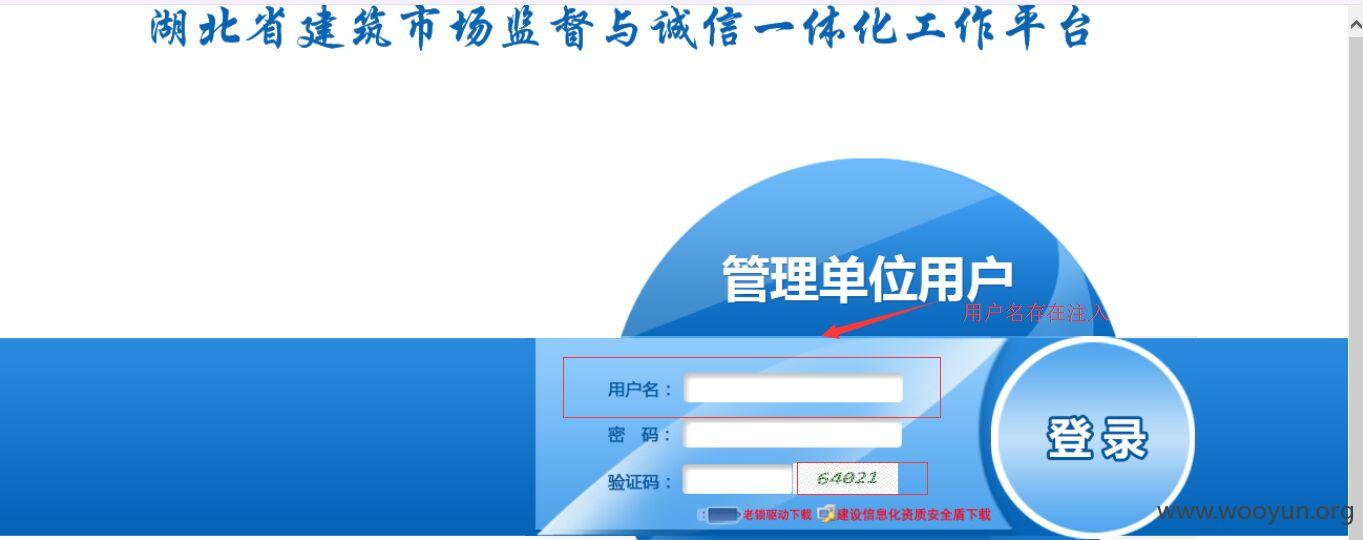 湖北省建筑市场监督与诚信一体化工作平台
管理单位用户
用户名存在注入
用户名：
密 码：
登录
验证码：
64021
老锁驱动下载 建设信息化资质安全盾下载
www.wooyun.org